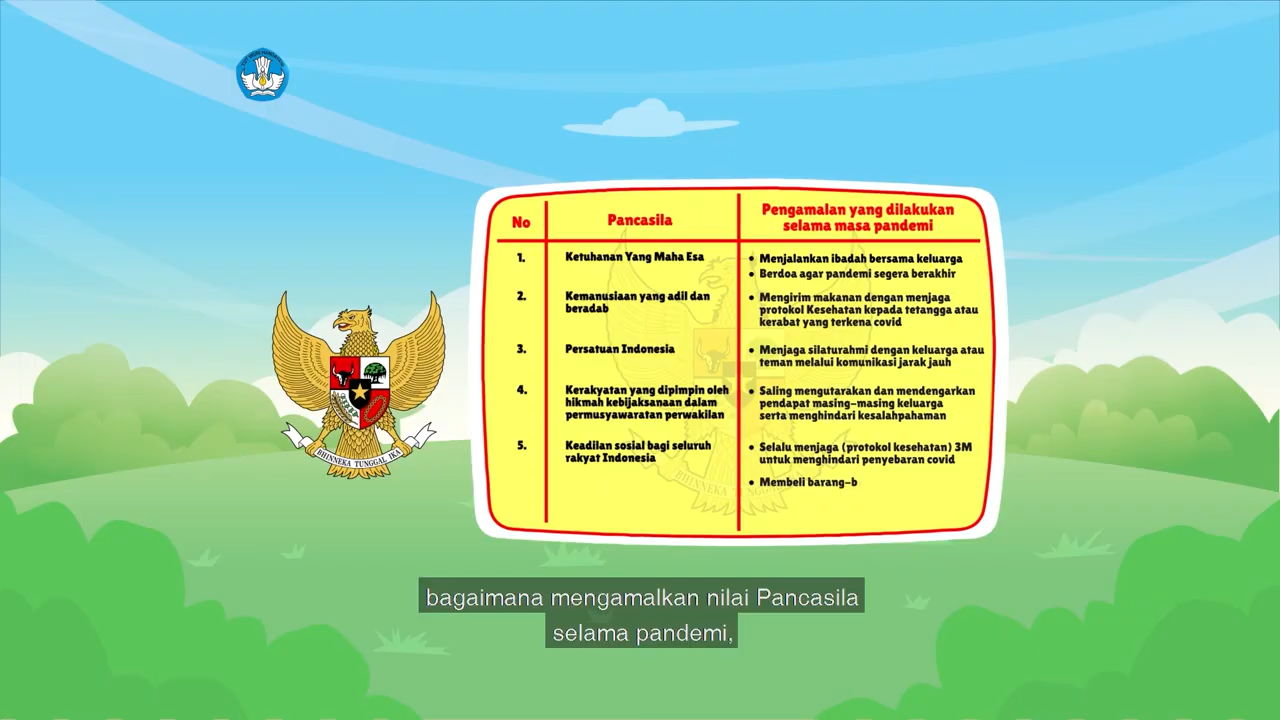 No
Pancasila
Pengamalan yang dilakukan
selama masa pandemi
1.
Ketuhanan Yang Maha Esa
• Menjalankan ibadah bersama keluarga
• Berdoa agar pandemi segera berakhir
2.
Kemanusiaan yang adil dan
beradab
• Mengirim makanan dengan menjaga
protokol Kesehatan kepada tetangga atau
kerabat yang terkena covid
3.
Persatuan Indonesia
• Menjaga silaturahmi dengan keluarga atau
teman melalui komunikasi jarak jauh
4.
Kerakyatan yang dipimpin oleh
hikmah kebijaksanaan dalam
permusyawaratan perwakilan
• Saling mengutarakan dan mendengarkan
pendapat masing-masing keluarga
serta menghindari kesalahpahaman
5.
Keadilan sosial bagi seluruh
rakyat Indonesia
• Selalu menjaga (protokol kesehatan) 3M
untuk menghindari penyebaran covid
• Membeli barang-b
BHINNEKA TUNGGAL IKA
bagaimana mengamalkan nilai Pancasila
selama pandemi,